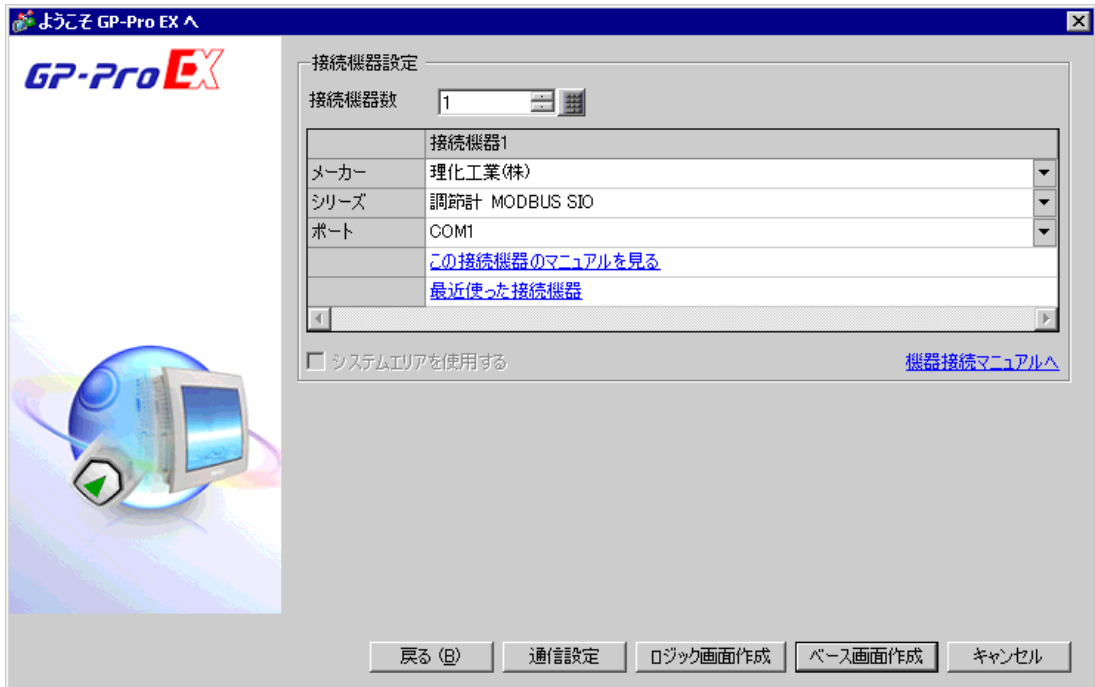 ようこそ GP-Pro EX へ
GP-Pro EX
接続機器設定
接続機器数 1
接続機器1
メーカー 理化工業(株)
シリーズ 調節計 MODBUS SIO
ポート COM1
この接続機器のマニュアルを見る
最近使った接続機器
システムエリアを使用する 機器接続マニュアルへ
戻る (B) 通信設定 ロジック画面作成 ベース画面作成 キャンセル